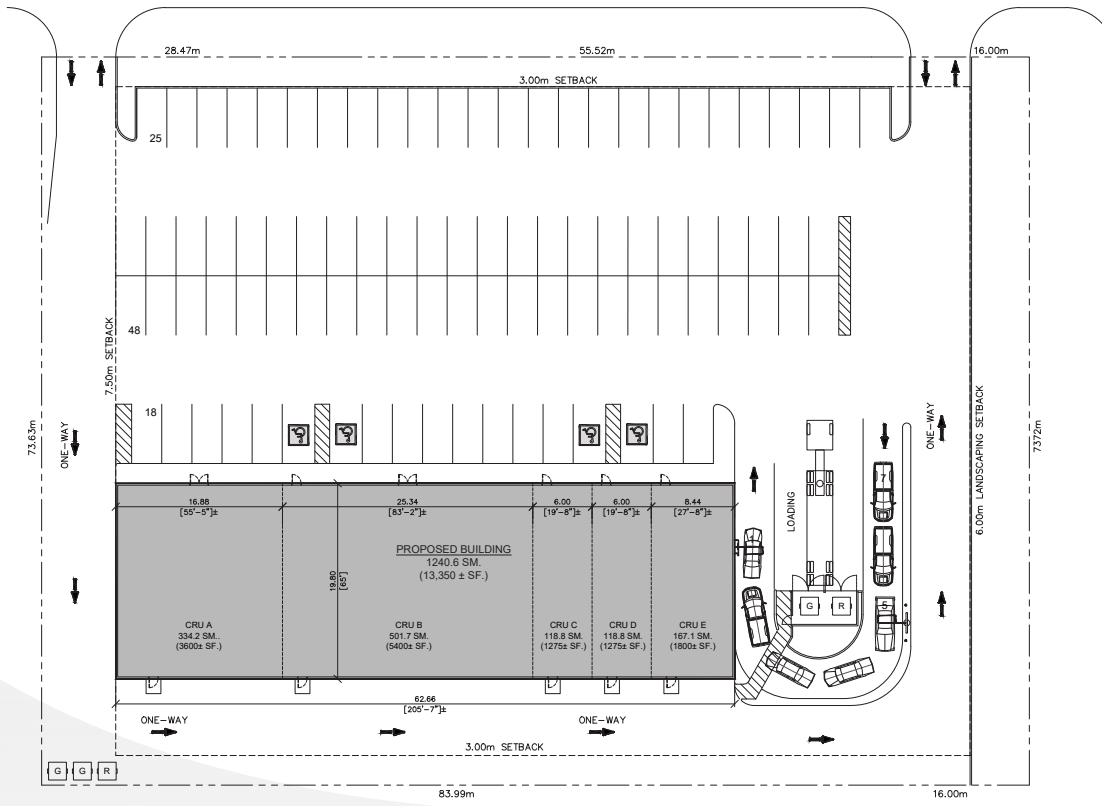 28.47m
55.52m
16.00m
3.00m SETBACK
25
48
7.50m SETBACK
18
73.63m
ONE-WAY
ONE-WAY
6.00m LANDSCAPING SETBACK
7372m
LOADING
7
1
5
G
R
16.88
[55'-5"]±
25.34
[83'-2"]±
6.00
[19'-8"]±
6.00
[19'-8"]±
8.44
[27'-8"]±
19.80
[65']
PROPOSED BUILDING
1240.6 SM.
(13,350 ± SF.)
CRU A
334.2 SM..
(3600± SF.)
CRU B
501.7 SM.
(5400± SF.)
CRU C
118.8 SM.
(1275± SF.)
CRU D
118.8 SM.
(1275± SF.)
CRU E
167.1 SM.
(1800± SF.)
62.66
[205'-7"]±
ONE-WAY
ONE-WAY
3.00m SETBACK
G
G
R
83.99m
16.00m